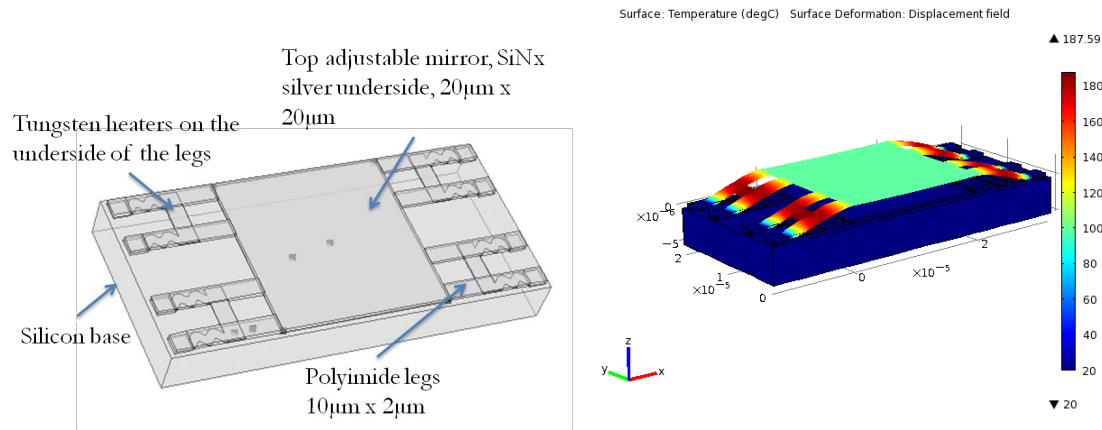 Surface: Temperature (degC)   Surface Deformation: Displacement field
Top adjustable mirror, SiNx
silver underside, 20μm x
20μm
Tungsten heaters on the
underside of the legs
Silicon base
Polyimide legs
10μm x 2μm
▲ 187.59
180
160
140
120
100
80
60
40
20
▼ 20
0
×10⁻⁶
−5
2
1
×10⁻⁵
0
0
×10⁻⁵
2
z
y
x